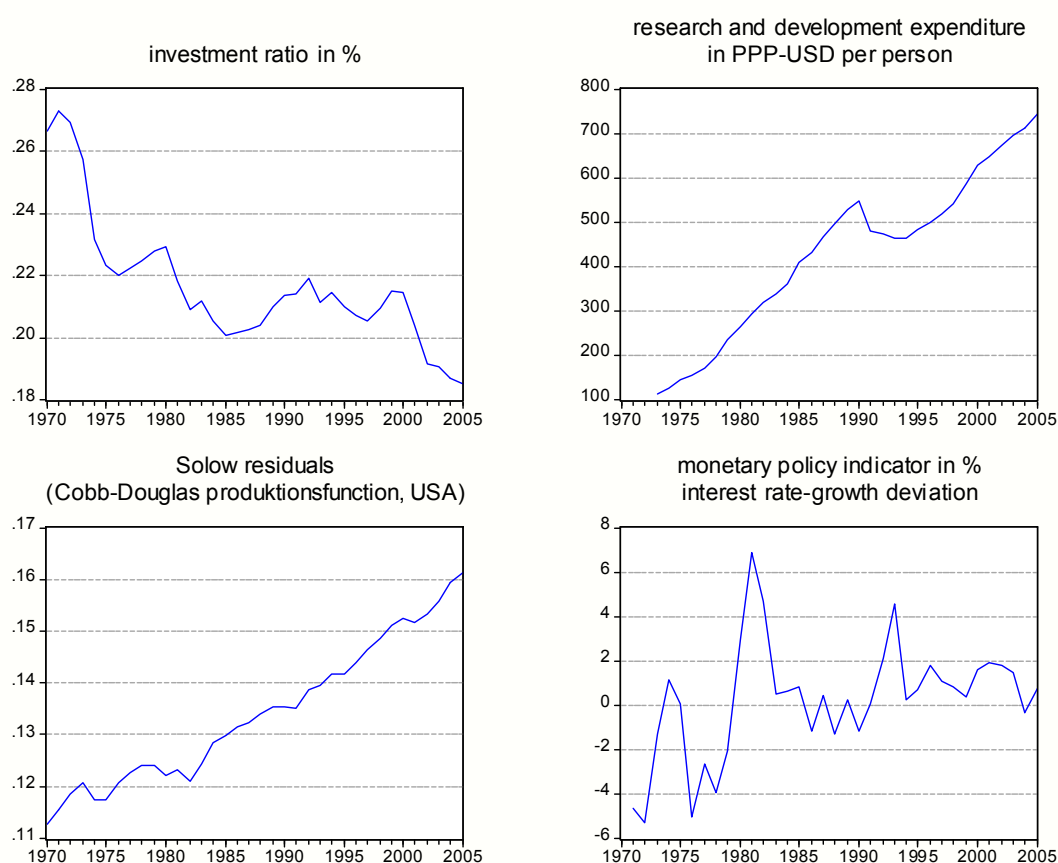 investment ratio in %
.28
.26
.24
.22
.20
.18
1970 1975 1980 1985 1990 1995 2000 2005
research and development expenditure
in PPP-USD per person
800
700
600
500
400
300
200
100
1970 1975 1980 1985 1990 1995 2000 2005
Solow residuals
(Cobb-Douglas produktionsfunction, USA)
.17
.16
.15
.14
.13
.12
.11
1970 1975 1980 1985 1990 1995 2000 2005
monetary policy indicator in %
interest rate-growth deviation
8
6
4
2
0
-2
-4
-6
1970 1975 1980 1985 1990 1995 2000 2005